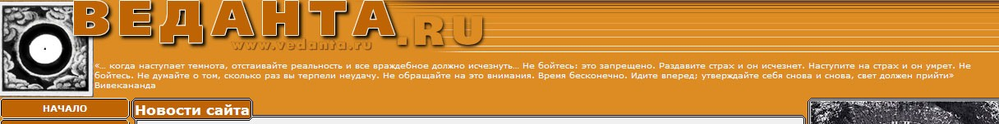 ВЕДАНТА.RU
www.vedanta.ru
«... когда наступает темнота, отстаивайте реальность и все враждебное должно исчезнуть... Не бойтесь: это запрещено. Раздавите страх и он исчезнет. Наступите на страх и он умрет. Не
бойтесь. Не думайте о том, сколько раз вы терпели неудачу. Не обращайте на это внимания. Время бесконечно. Идите вперед; утверждайте себя снова и снова, свет должен прийти»
Вивекананда
НАЧАЛО
Новости сайта